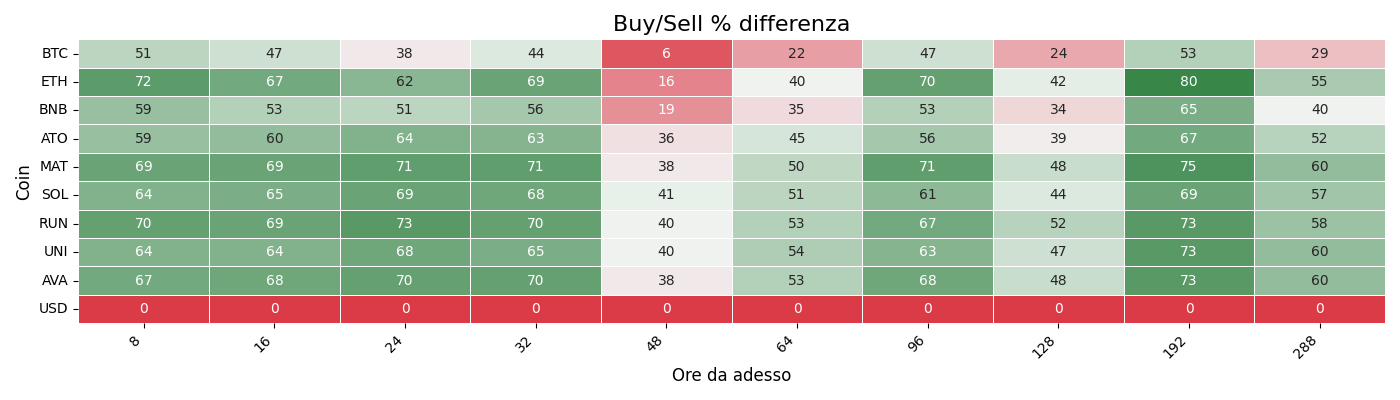 Buy/Sell % differenza
Coin
BTC 51 47 38 44 6 22 47 24 53 29
ETH 72 67 62 69 16 40 70 42 80 55
BNB 59 53 51 56 19 35 53 34 65 40
ATO 59 60 64 63 36 45 56 39 67 52
MAT 69 69 71 71 38 50 71 48 75 60
SOL 64 65 69 68 41 51 61 44 69 57
RUN 70 69 73 70 40 53 67 52 73 58
UNI 64 64 68 65 40 54 63 47 73 60
AVA 67 68 70 70 38 53 68 48 73 60
USD 0 0 0 0 0 0 0 0 0 0
8 16 24 32 48 64 96 128 192 288
Ore da adesso